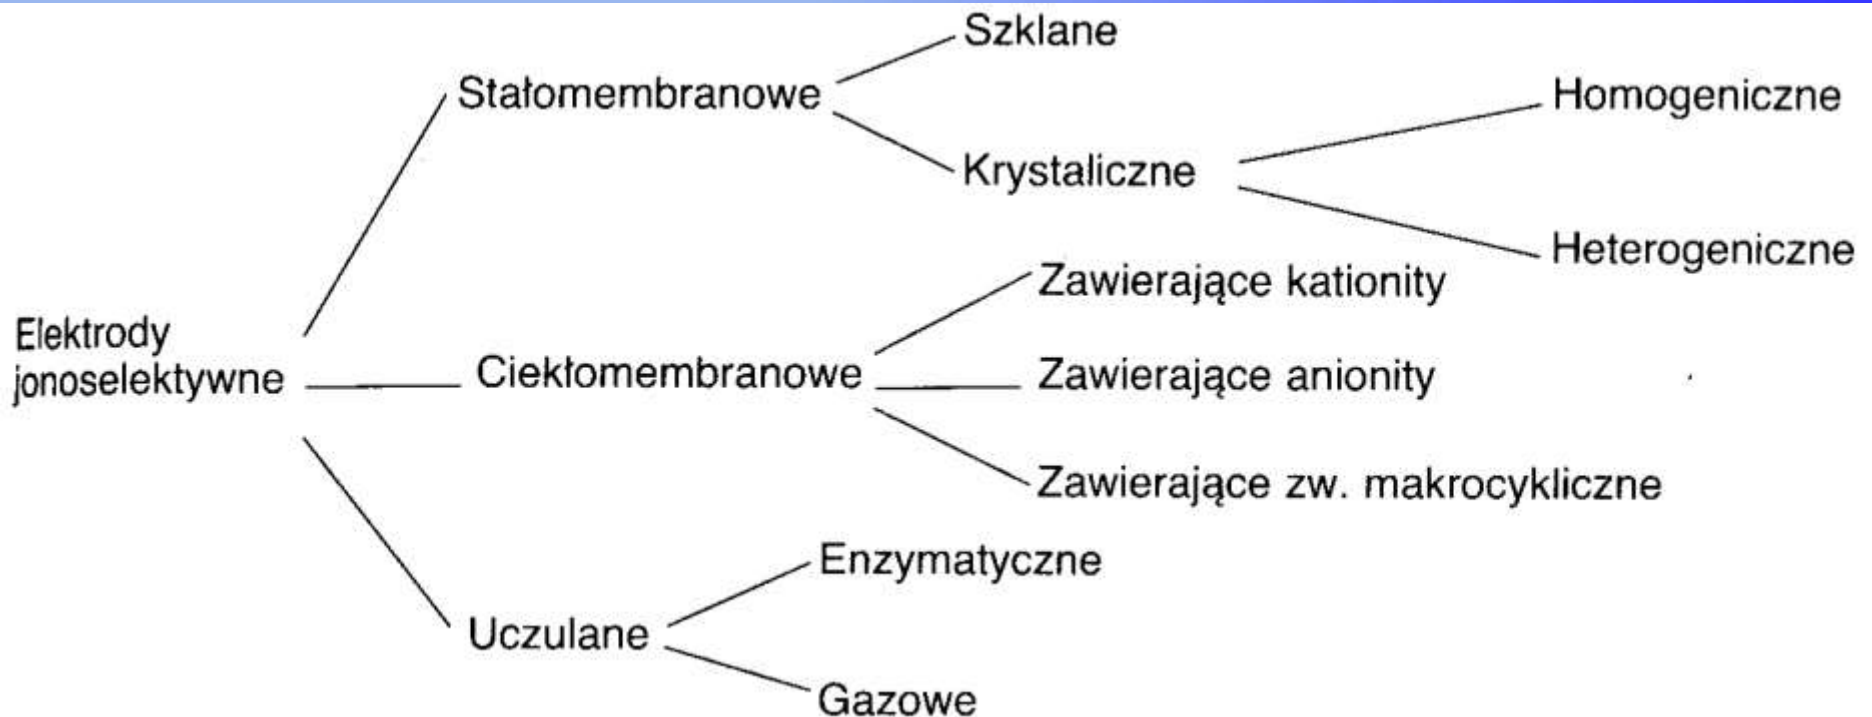 Szklane
Stałomembranowe
Homogeniczne
Krystaliczne
Heterogeniczne
Zawierające kationity
Elektrody
jonoselektywne
Ciekłomembranowe
Zawierające anionity
Zawierające zw. makrocykliczne
Enzymatyczne
Uczulane
Gazowe